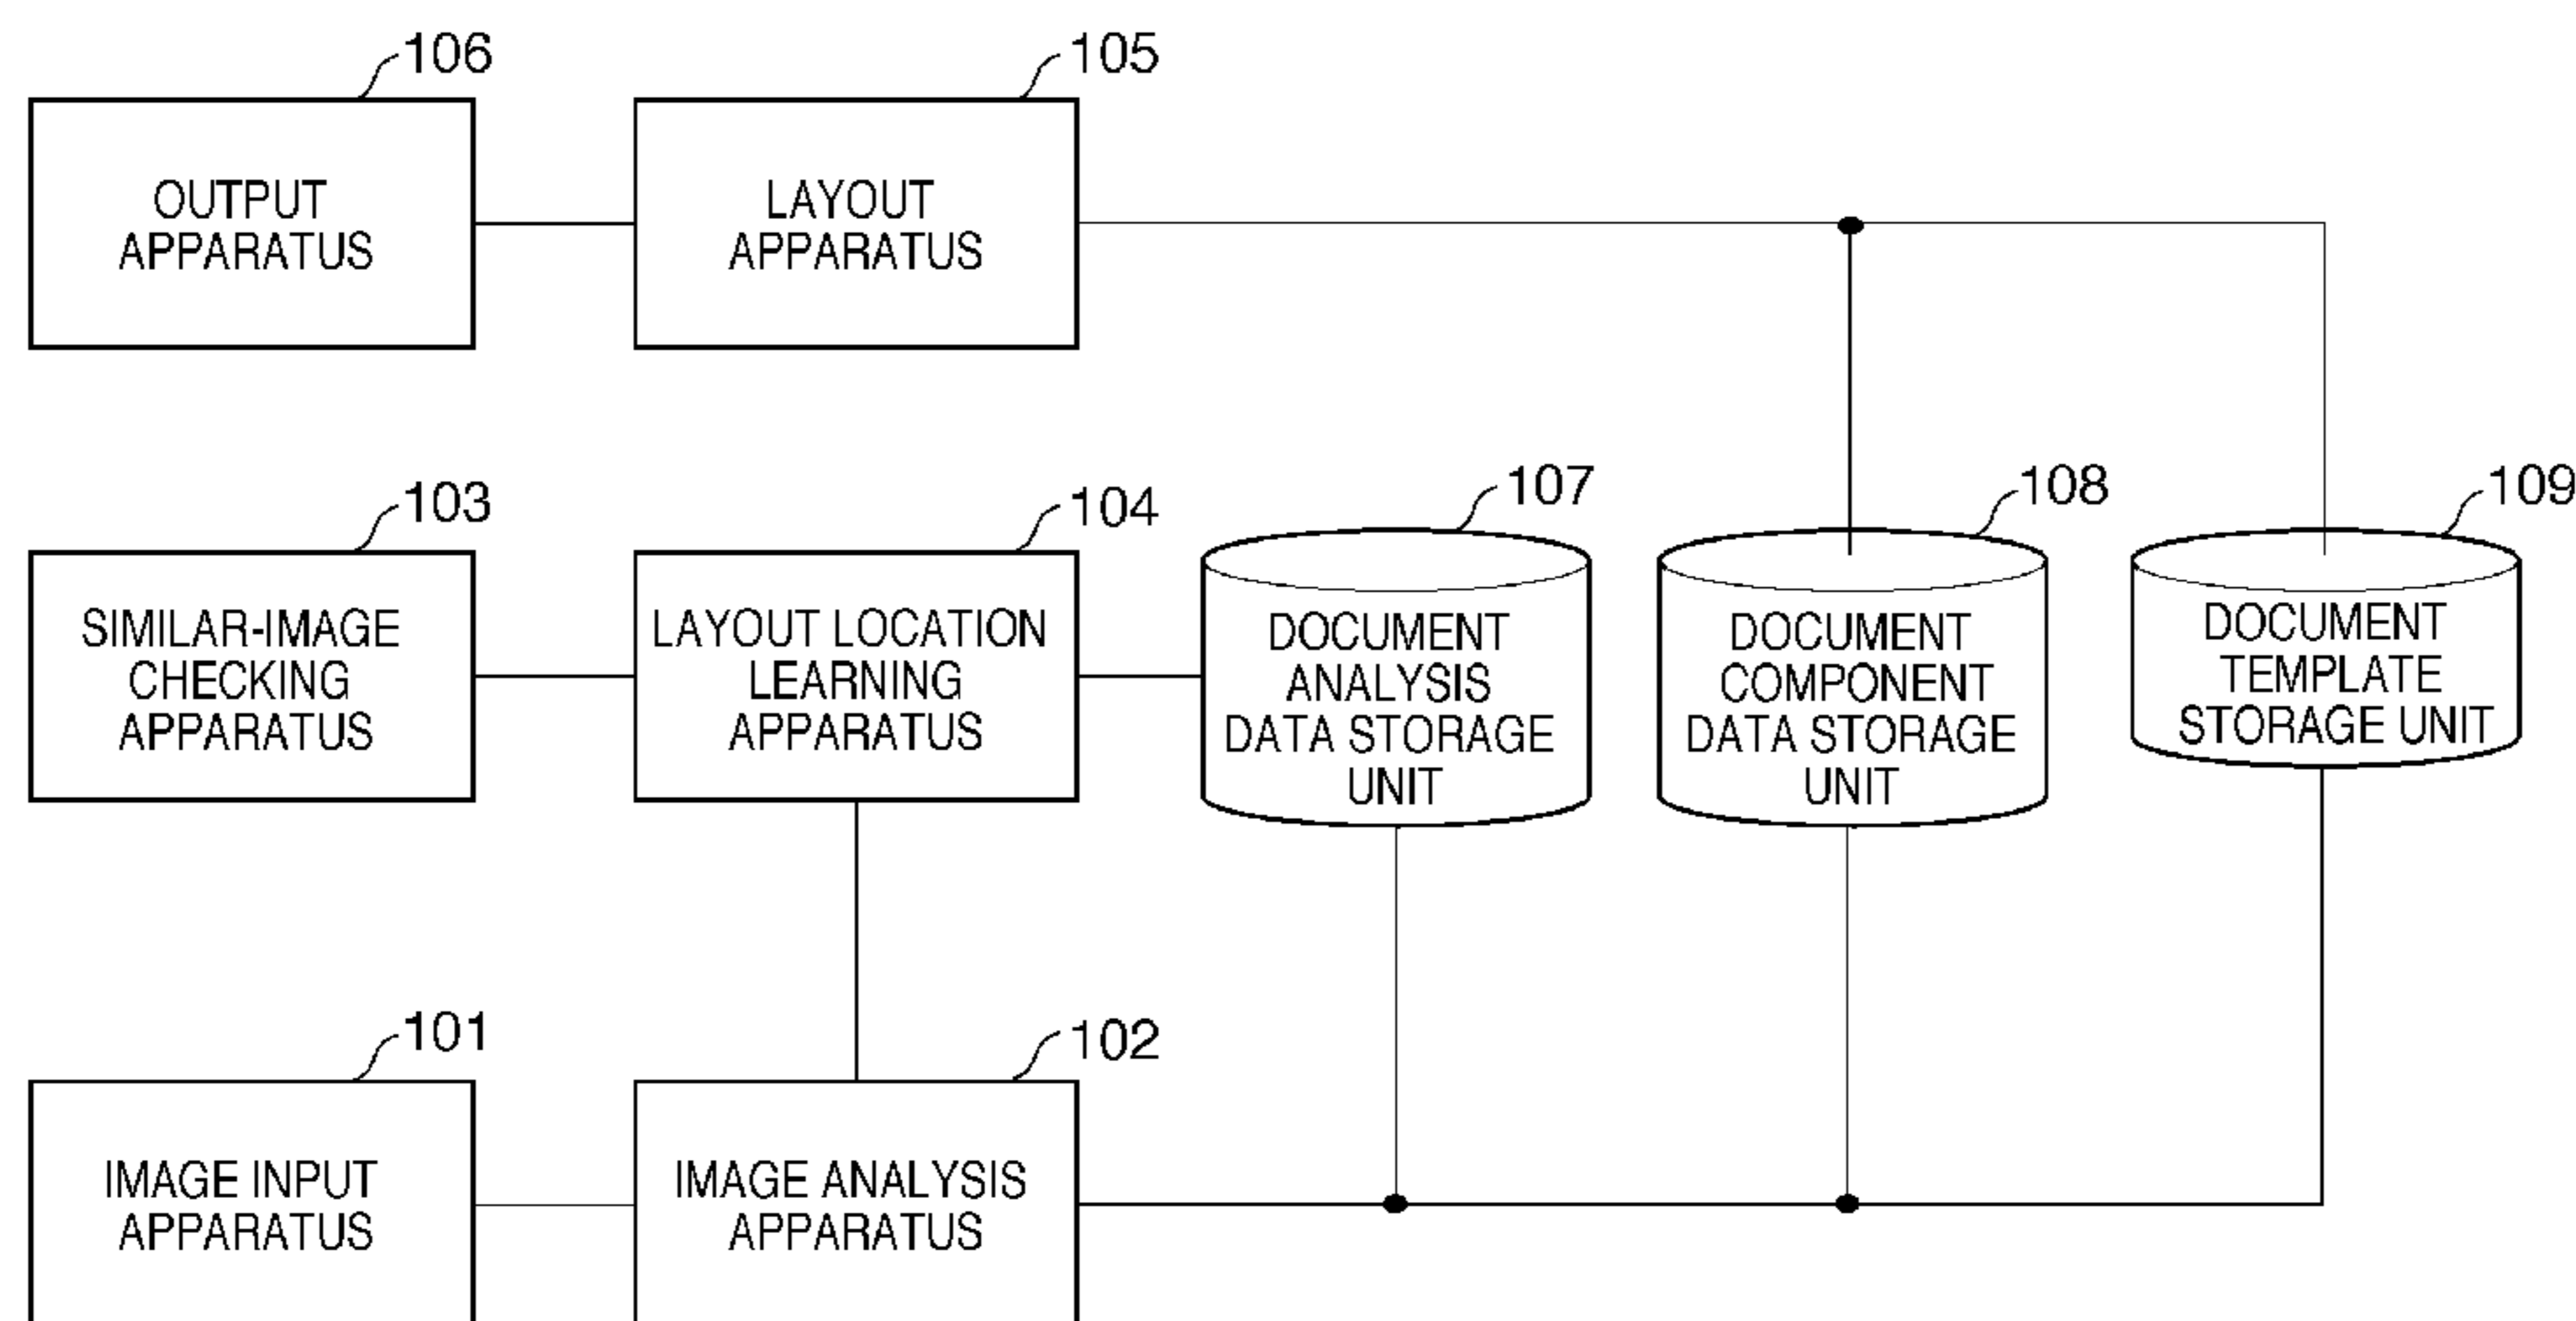 106
105
OUTPUT
APPARATUS
LAYOUT
APPARATUS
103
104
107
108
109
SIMILAR-IMAGE
CHECKING
APPARATUS
LAYOUT LOCATION
LEARNING
APPARATUS
DOCUMENT
ANALYSIS
DATA STORAGE
UNIT
DOCUMENT
COMPONENT
DATA STORAGE
UNIT
DOCUMENT
TEMPLATE
STORAGE UNIT
101
102
IMAGE INPUT
APPARATUS
IMAGE ANALYSIS
APPARATUS